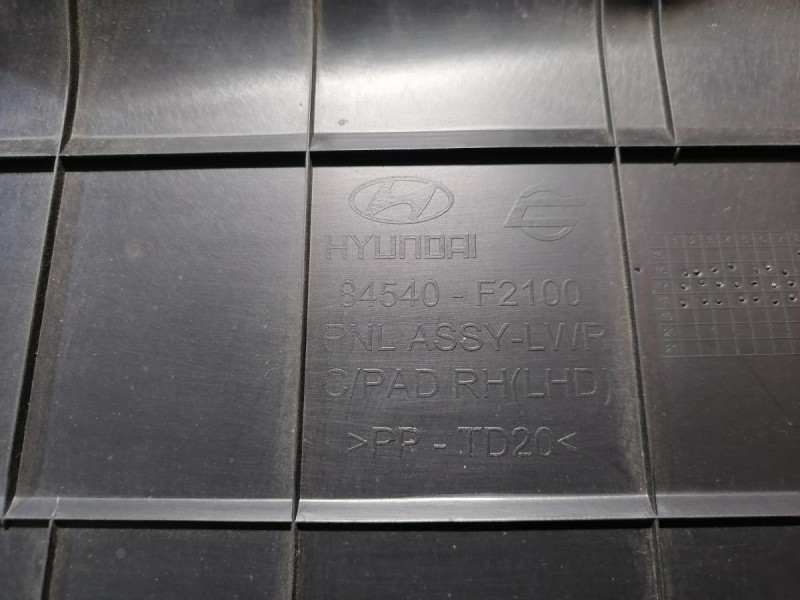 HYUNDAI
84540 - F2100
PNL ASSY-LWR
C/PAD RH(LHD)
>PP - TD20<